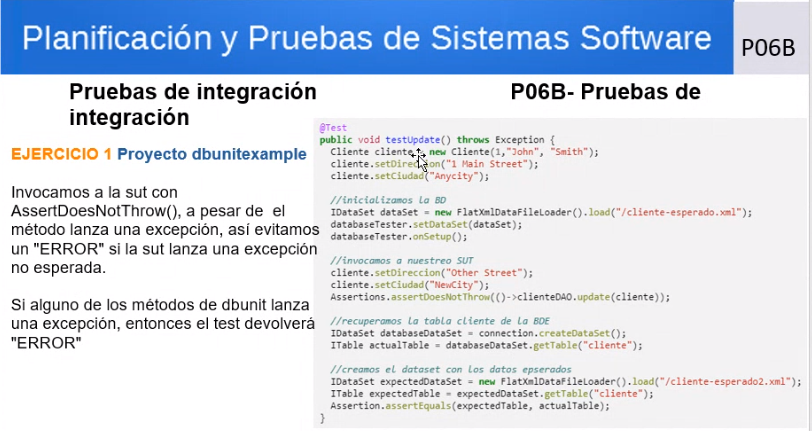 Planificación y Pruebas de Sistemas Software
P06B
Pruebas de integración
integración
P06B- Pruebas de
EJERCICIO 1 Proyecto dbunitexample
Invocamos a la sut con
AssertDoesNotThrow(), a pesar de el
método lanza una excepción, así evitamos
un "ERROR" si la sut lanza una excepción
no esperada.
Si alguno de los métodos de dbunit lanza
una excepción, entonces el test devolverá
"ERROR"
@Test
public void testUpdate() throws Exception {
Cliente cliente = new Cliente(1,"John", "Smith");
cliente.setDireccion("1 Main Street");
cliente.setCiudad("Anycity");
//inicializamos la BD
IDataSet dataSet = new FlatXmlDataFileLoader().load("/cliente-esperado.xml");
databaseTester.setDataSet(dataSet);
databaseTester.onSetup();
//invocamos a nuestreo SUT
cliente.setDireccion("Other Street");
cliente.setCiudad("NewCity");
Assertions.assertDoesNotThrow(()->clienteDAO.update(cliente));
//recuperamos la tabla cliente de la BDE
IDataSet databaseDataSet = connection.createDataSet();
ITable actualTable = databaseDataSet.getTable("cliente");
//creamos el dataset con los datos epserados
IDataSet expectedDataSet = new FlatXmlDataFileLoader().load("/cliente-esperado2.xml");
ITable expectedTable = expectedDataSet.getTable("cliente");
Assertion.assertEquals(expectedTable, actualTable);
}